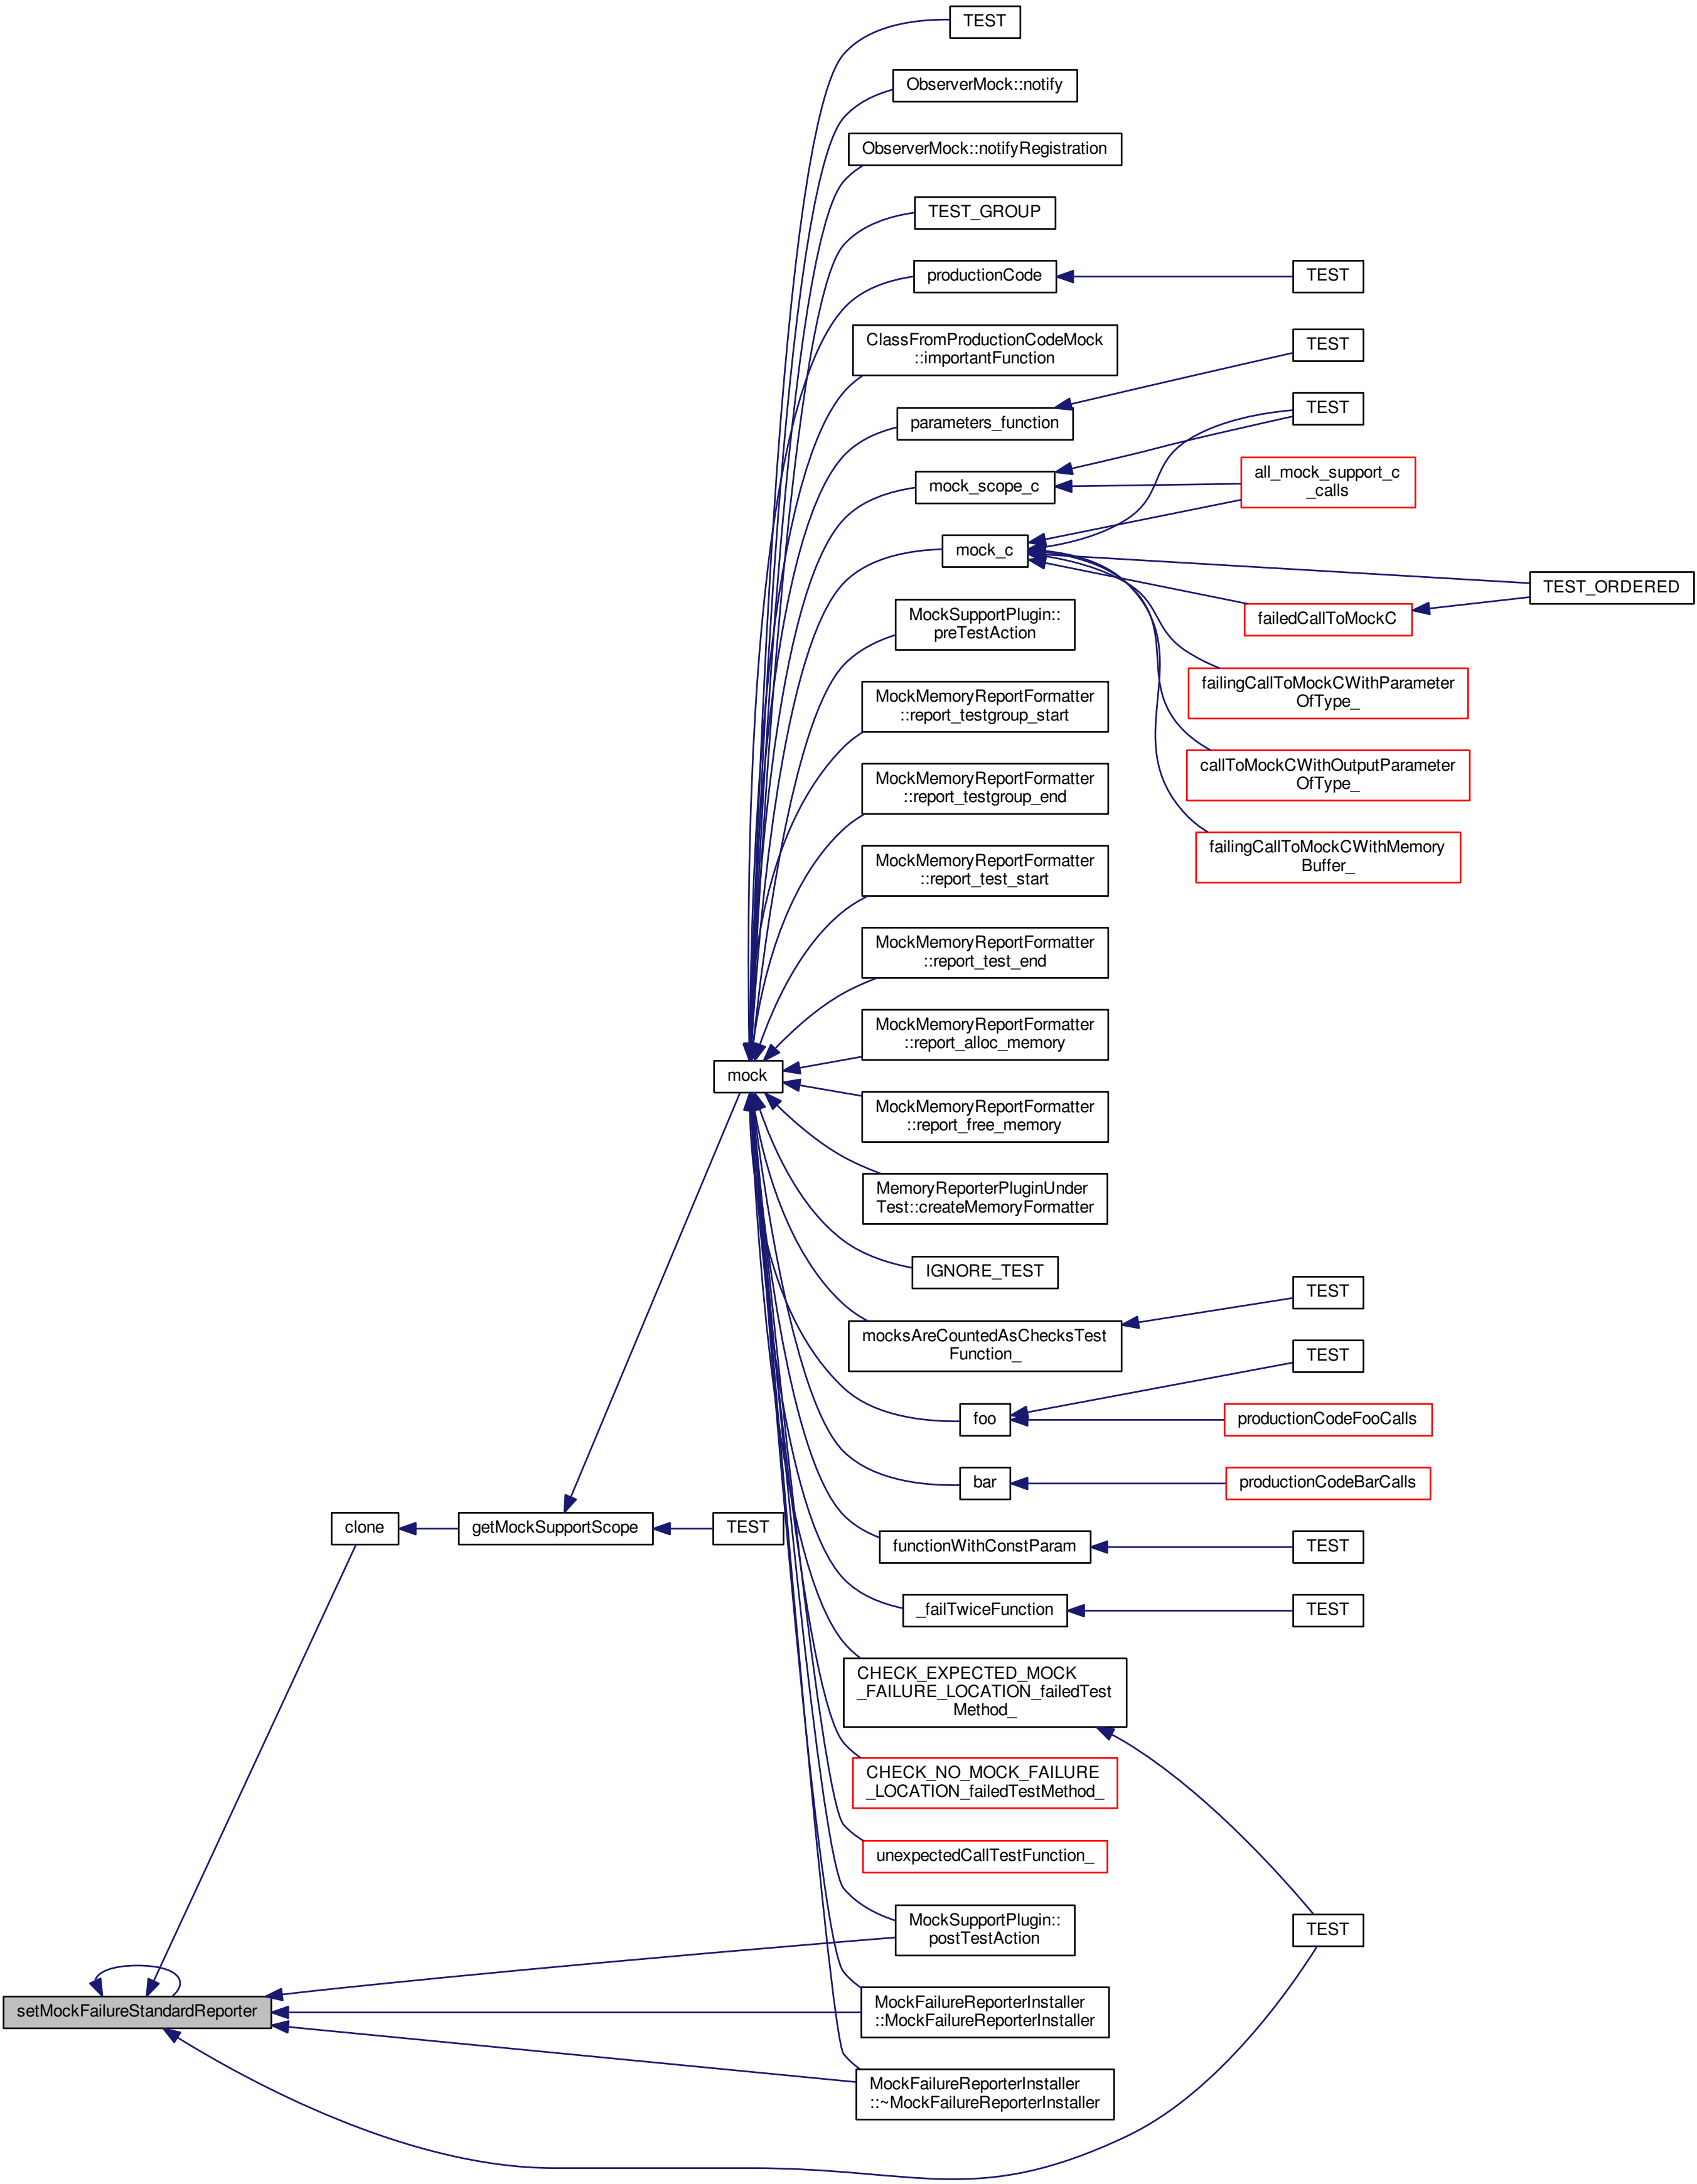 TEST
ObserverMock::notify
ObserverMock::notifyRegistration
TEST_GROUP
productionCode
TEST
ClassFromProductionCodeMock
::importantFunction
TEST
parameters_function
TEST
mock_scope_c
all_mock_support_c
_calls
mock_c
TEST_ORDERED
failedCallToMockC
MockSupportPlugin::
preTestAction
failingCallToMockCWithParameter
OfType_
MockMemoryReportFormatter
::report_testgroup_start
callToMockCWithOutputParameter
OfType_
MockMemoryReportFormatter
::report_testgroup_end
failingCallToMockCWithMemory
Buffer_
MockMemoryReportFormatter
::report_test_start
MockMemoryReportFormatter
::report_test_end
MockMemoryReportFormatter
::report_alloc_memory
mock
MockMemoryReportFormatter
::report_free_memory
MemoryReporterPluginUnder
Test::createMemoryFormatter
IGNORE_TEST
TEST
mocksAreCountedAsChecksTest
Function_
TEST
foo
productionCodeFooCalls
bar
productionCodeBarCalls
clone
getMockSupportScope
TEST
functionWithConstParam
TEST
_failTwiceFunction
TEST
CHECK_EXPECTED_MOCK
_FAILURE_LOCATION_failedTest
Method_
CHECK_NO_MOCK_FAILURE
_LOCATION_failedTestMethod_
unexpectedCallTestFunction_
MockSupportPlugin::
postTestAction
TEST
setMockFailureStandardReporter
MockFailureReporterInstaller
::MockFailureReporterInstaller
MockFailureReporterInstaller
::~MockFailureReporterInstaller